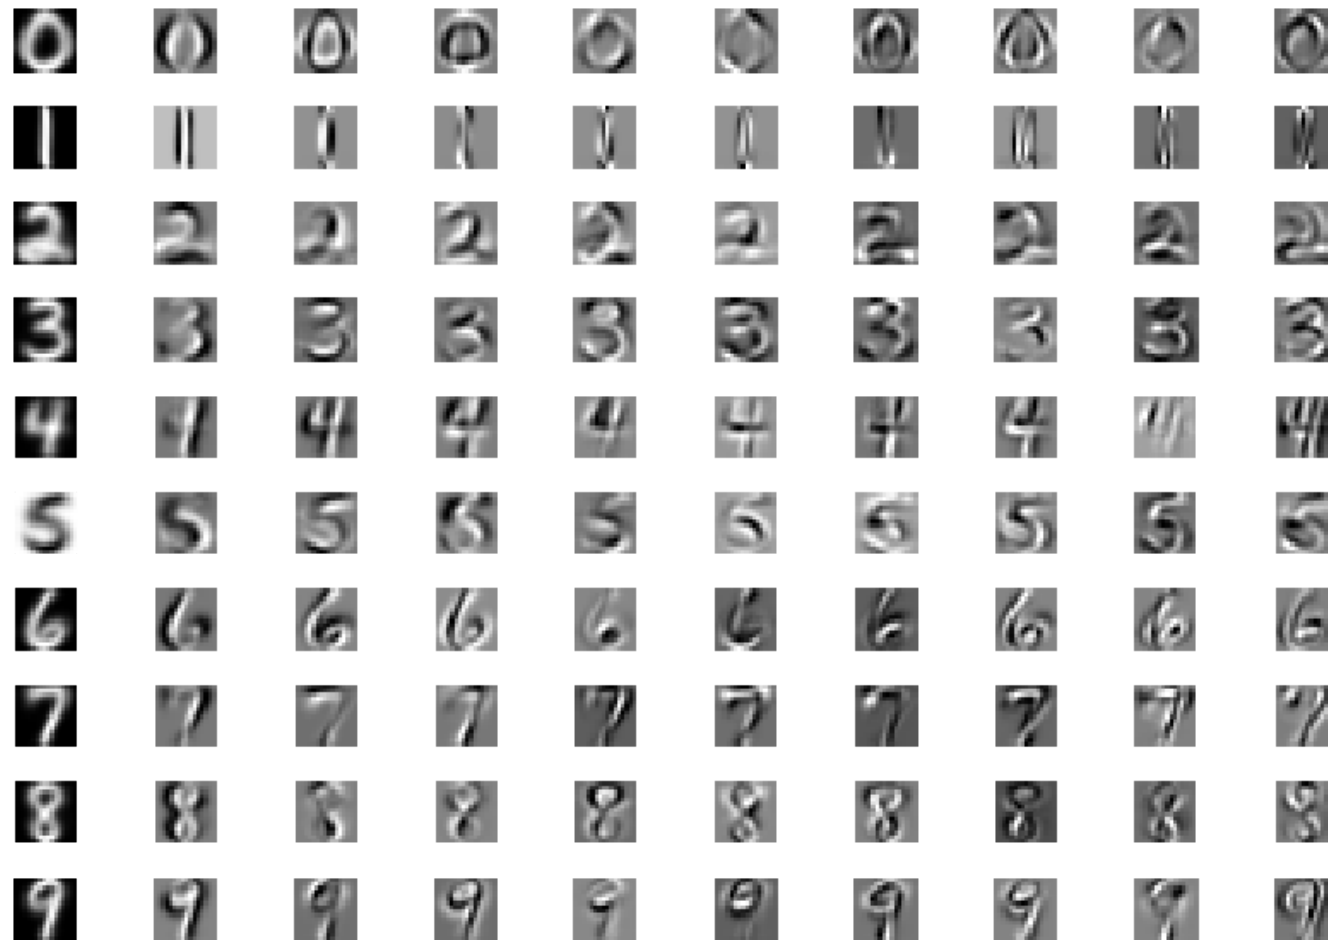 0 0 0 0 0 0 0 0 0 0
1 1 1 1 1 1 1 1 1 1
2 2 2 2 2 2 2 2 2 2
3 3 3 3 3 3 3 3 3 3
4 4 4 4 4 4 4 4 4 4
5 5 5 5 5 5 5 5 5 5
6 6 6 6 6 6 6 6 6 6
7 7 7 7 7 7 7 7 7 7
8 8 8 8 8 8 8 8 8 8
9 9 9 9 9 9 9 9 9 9